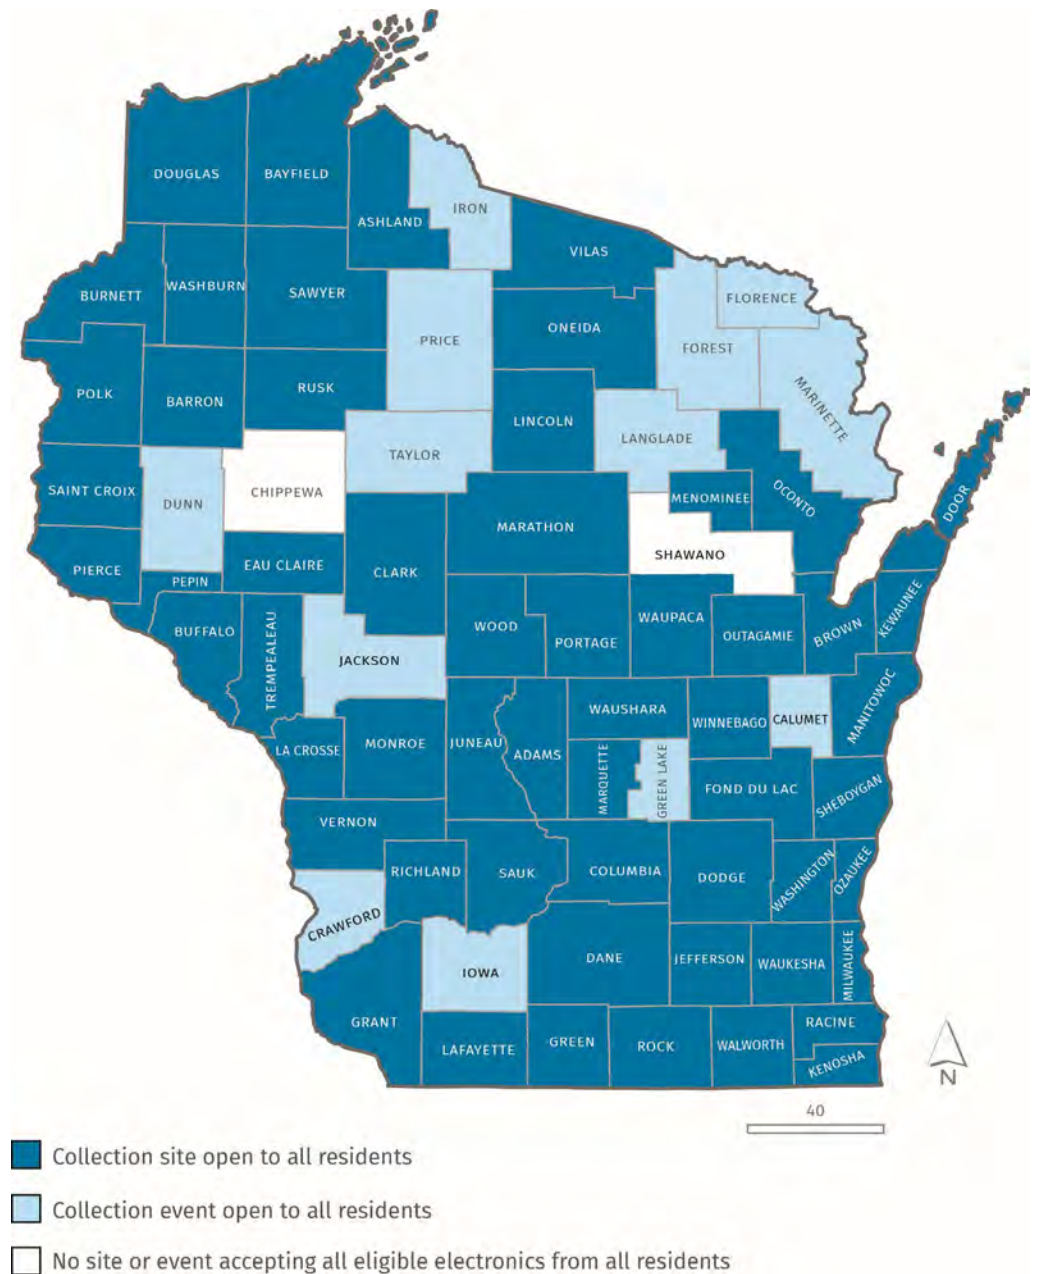 DOUGLAS
BAYFIELD
ASHLAND
IRON
VILAS
BURNETT
WASHBURN
SAWYER
PRICE
ONEIDA
FOREST
FLORENCE
MARINETTE
POLK
BARRON
RUSK
TAYLOR
LINCOLN
LANGLADE
SAINT CROIX
DUNN
CHIPPEWA
MARATHON
MENOMINEE
OCONTO
DOOR
PIERCE
PEPIN
EAU CLAIRE
CLARK
SHAWANO
BUFFALO
TREMPEALEAU
JACKSON
WOOD
PORTAGE
WAUPACA
OUTAGAMIE
BROWN
KEWAUNEE
LA CROSSE
MONROE
JUNEAU
ADAMS
WAUSHARA
WINNEBAGO
CALUMET
MANITOWOC
MARQUETTE
GREEN LAKE
FOND DU LAC
SHEBOYGAN
VERNON
RICHLAND
SAUK
COLUMBIA
DODGE
WASHINGTON
OZAUKEE
CRAWFORD
IOWA
DANE
JEFFERSON
WAUKESHA
MILWAUKEE
GRANT
LAFAYETTE
GREEN
ROCK
WALWORTH
RACINE
KENOSHA
N
40
Collection site open to all residents
Collection event open to all residents
No site or event accepting all eligible electronics from all residents